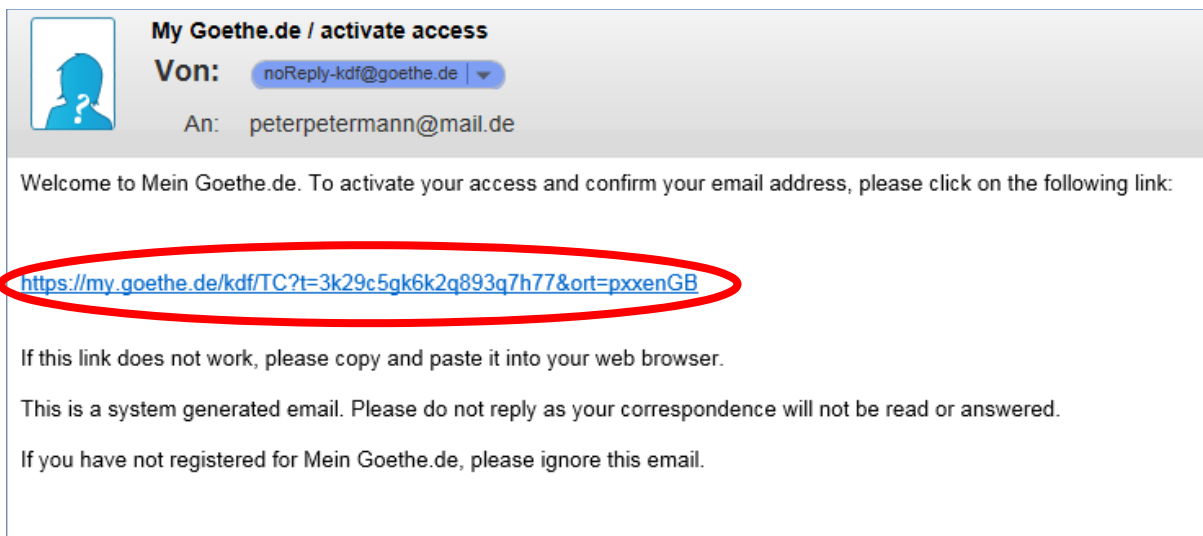 My Goethe.de / activate access
Von: noReply-kdf@goethe.de
An: peterpetermann@mail.de
Welcome to Mein Goethe.de. To activate your access and confirm your email address, please click on the following link:
https://my.goethe.de/kdf/TC?t=3k29c5gk6k2q893q7h77&ort=pxxenGB
If this link does not work, please copy and paste it into your web browser.
This is a system generated email. Please do not reply as your correspondence will not be read or answered.
If you have not registered for Mein Goethe.de, please ignore this email.